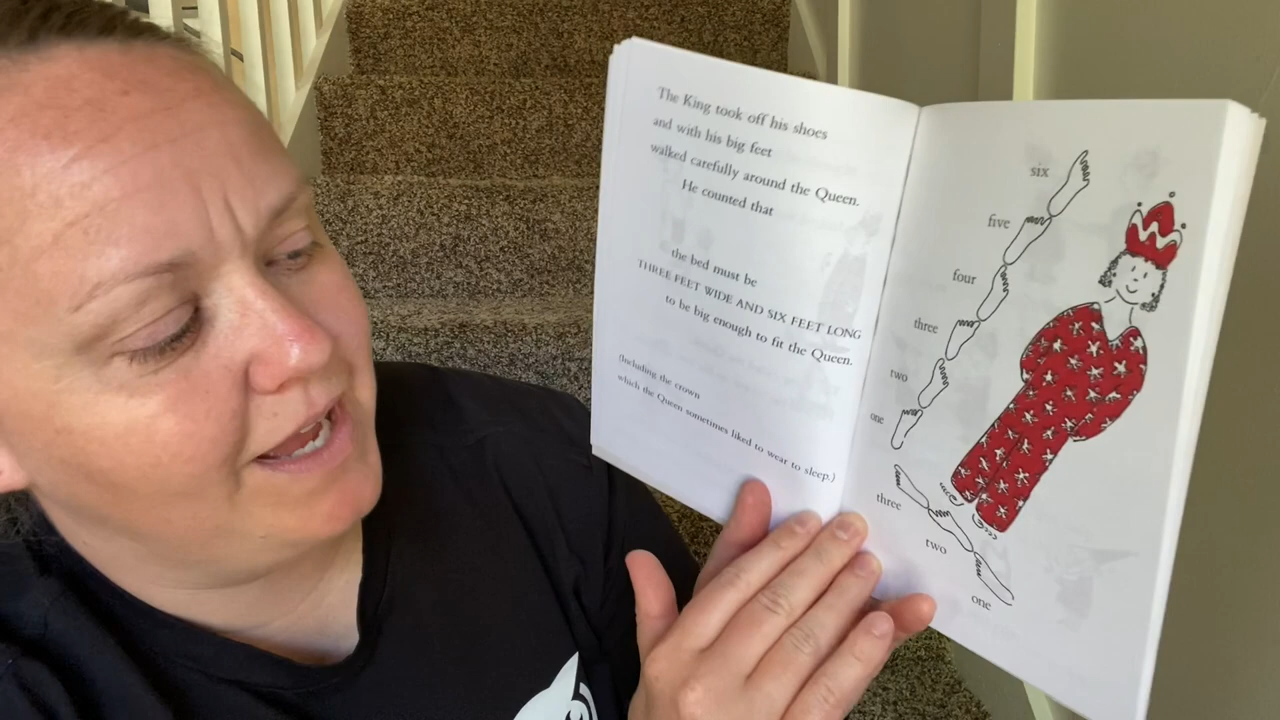 The King took off his shoes
and with his big feet
walked carefully around the Queen.
He counted that
the bed must be
THREE FEET WIDE AND SIX FEET LONG
to be big enough to fit the Queen.
(Including the crown
which the Queen sometimes liked to wear to sleep.)
six
five
four
three
two
one
three
two
one